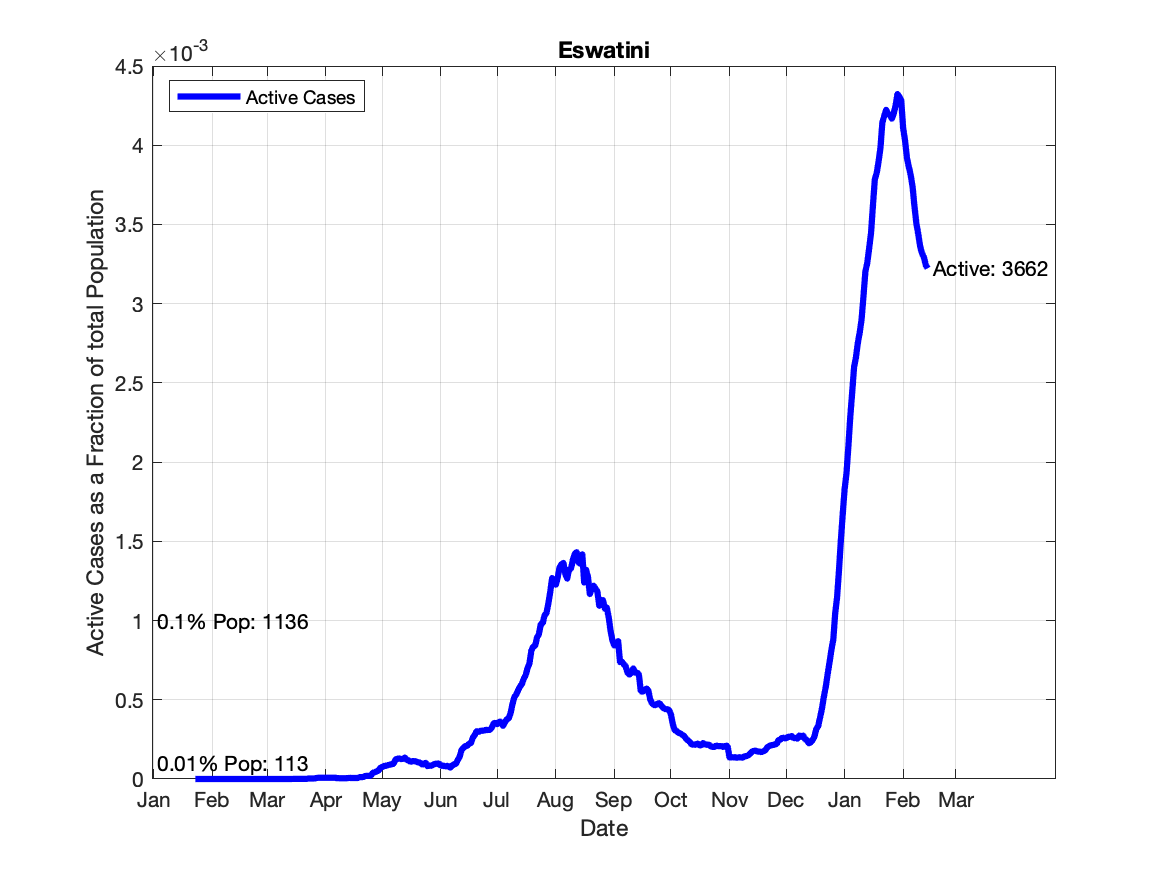 Eswatini
×10-3
Active Cases
4.5
4
3.5
3
2.5
2
1.5
1
0.5
0
Active Cases as a Fraction of total Population
Active: 3662
0.1% Pop: 1136
0.01% Pop: 113
Jan Feb Mar Apr May Jun Jul Aug Sep Oct Nov Dec Jan Feb Mar
Date